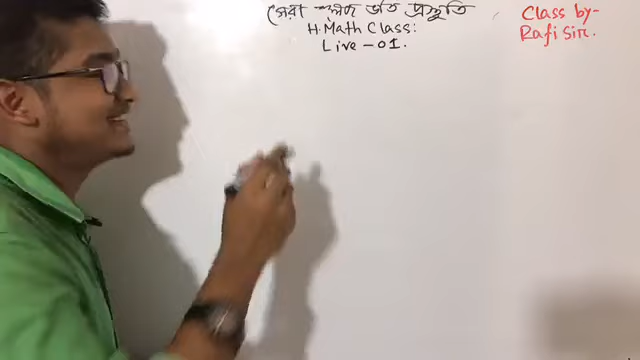 সেরা ভর্তি প্রস্তুতি
H.Math Class:
Live - 01.
Class by-
Rafi sir.